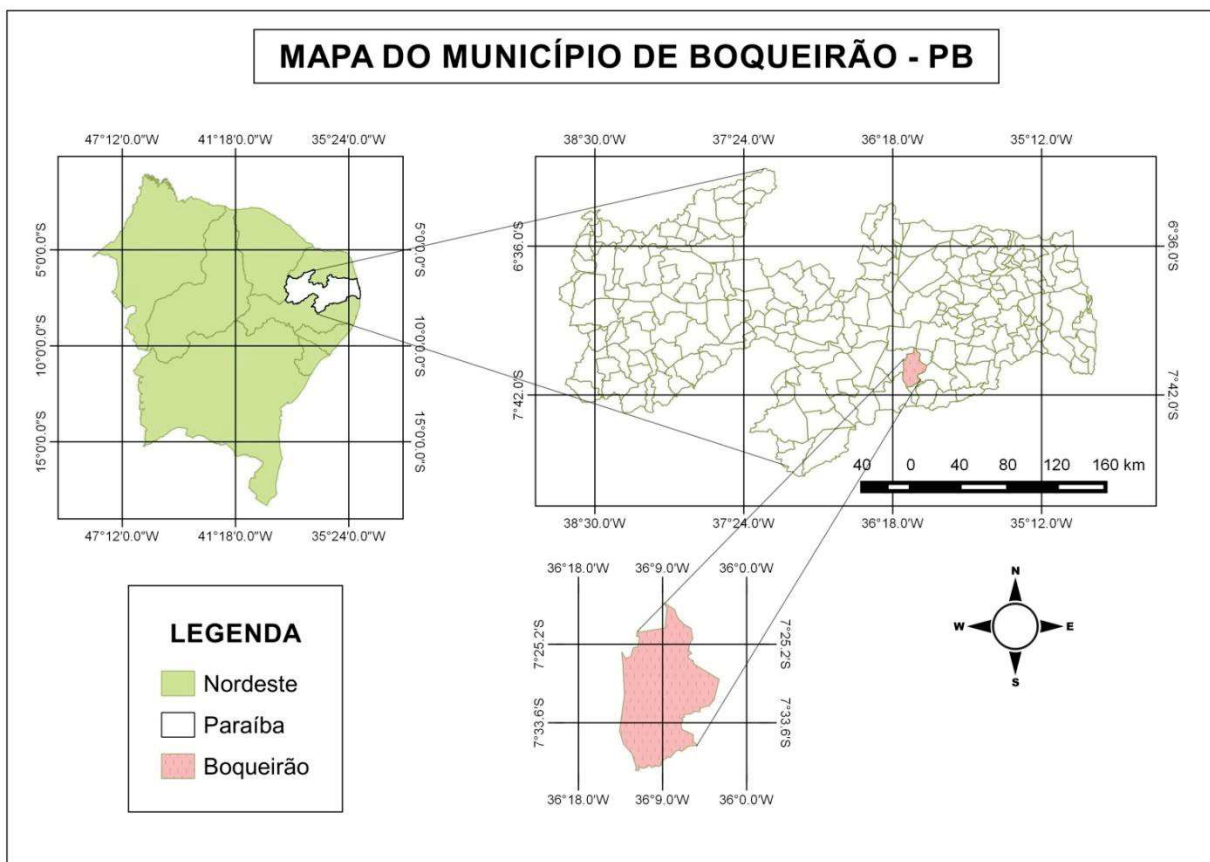 MAPA DO MUNICÍPIO DE BOQUEIRÃO - PB
47°12'0.0"W 41°18'0.0"W 35°24'0.0"W
5°0'0.0"S 5°0'0.0"S
10°0'0.0"S 10°0'0.0"S
15°0'0.0"S 15°0'0.0"S
47°12'0.0"W 41°18'0.0"W 35°24'0.0"W
38°30.0'W 37°24.0'W 36°18.0'W 35°12.0'W
6°36.0'S 6°36.0'S
7°42.0'S 7°42.0'S
40 0 40 80 120 160 km
38°30.0'W 37°24.0'W 36°18.0'W 35°12.0'W
36°18.0'W 36°9.0'W 36°0.0'W
7°25.2'S 7°25.2'S
7°33.6'S 7°33.6'S
36°18.0'W 36°9.0'W 36°0.0'W
N
W E
S
LEGENDA
Nordeste
Paraíba
Boqueirão